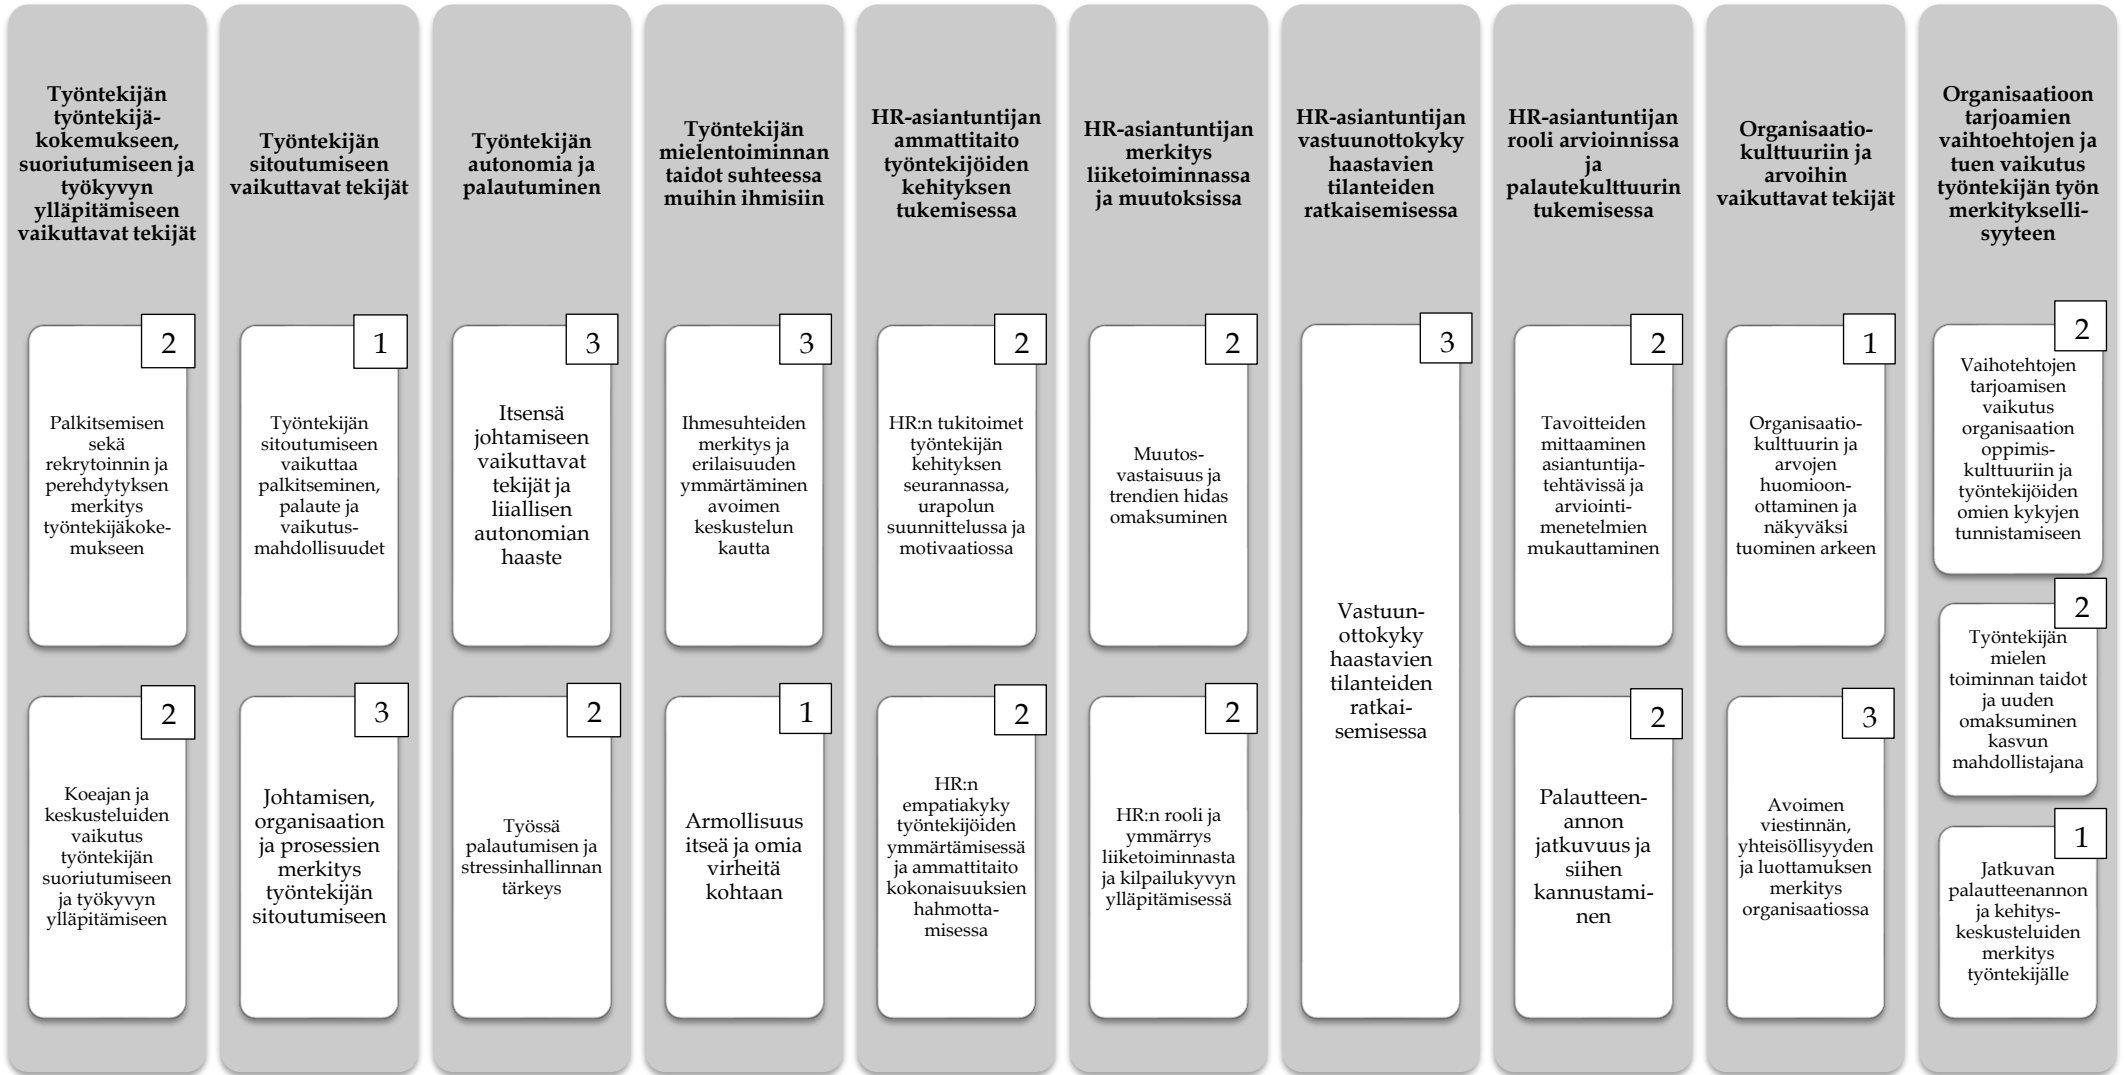 Työntekijän
työntekijä-
kokemukseen,
suoriutumiseen ja
työkyvyn
ylläpitämiseen
vaikuttavat tekijät
2
Palkitsemisen
sekä
rekrytoinnin ja
perehdytyksen
merkitys
työntekijäkoke-
mukseen
2
Koeajan ja
keskusteluiden
vaikutus
työntekijän
suoriutumiseen
ja työkyvyn
ylläpitämiseen
Työntekijän
sitoutumiseen
vaikuttavat tekijät
1
Työntekijän
sitoutumiseen
vaikuttaa
palkitseminen,
palaute ja
vaikutus-
mahdollisuudet
3
Johtamisen,
organisaation
ja prosessien
merkitys
työntekijän
sitoutumiseen
Työntekijän
autonomia ja
palautuminen
3
Itsensä
johtamiseen
vaikuttavat
tekijät ja
liiallisen
autonomian
haaste
2
Työssä
palautumisen ja
stressinhallinnan
tärkeys
Työntekijän
mielentoiminnan
taidot suhteessa
muihin ihmisiin
3
Ihmesuhteiden
merkitys ja
erilaisuuden
ymmärtäminen
avoimen
keskustelun
kautta
1
Armollisuus
itseä ja omia
virheitä
kohtaan
HR-asiantuntijan
ammattitaito
työntekijöiden
kehityksen
tukemisessa
2
HR:n tukitoimet
työntekijän
kehityksen
seurannassa,
urapolun
suunnittelussa ja
motivaatiossa
2
HR:n
empatiakyky
työntekijöiden
ymmärtämisessä
ja ammattitaito
kokonaisuuksien
hahmotta-
misessa
HR-asiantuntijan
merkitys
liiketoiminnassa
ja muutoksissa
2
Muutos-
vastaisuus ja
trendien hidas
omaksuminen
2
HR:n rooli ja
ymmärrys
liiketoiminnasta
ja kilpailukyvyn
ylläpitämisessä
HR-asiantuntijan
vastuunottokyky
haastavien
tilanteiden
ratkaisemisessa
3
Vastuun-
ottokyky
haastavien
tilanteiden
ratkai-
semisessa
HR-asiantuntijan
rooli arvioinnissa
ja
palautekulttuurin
tukemisessa
2
Tavoitteiden
mittaaminen
asiantuntija-
tehtävissä ja
arviointi-
menetelmien
mukauttaminen
2
Palautteen-
annon
jatkuvuus ja
siihen
kannustami-
nen
Organisaatio-
kulttuuriin ja
arvoihin
vaikuttavat tekijät
1
Organisaatio-
kulttuurin ja
arvojen
huomioon-
ottaminen ja
näkyväksi
tuominen arkeen
3
Avoimen
viestinnän,
yhteisöllisyyden
ja luottamuksen
merkitys
organisaatiossa
Organisaatioon
tarjoamien
vaihtoehtojen ja
tuen vaikutus
työntekijän työn
merkityksell­i-
syyteen
2
Vaihotehtojen
tarjoamisen
vaikutus
organisaation
oppimis-
kulttuuriin ja
työntekijöiden
omien kykyjen
tunnistamiseen
2
Työntekijän
mielen
toiminnan taidot
ja uuden
omaksuminen
kasvun
mahdollistajana
1
Jatkuvan
palautteenannon
ja kehitys-
keskusteluiden
merkitys
työntekijälle